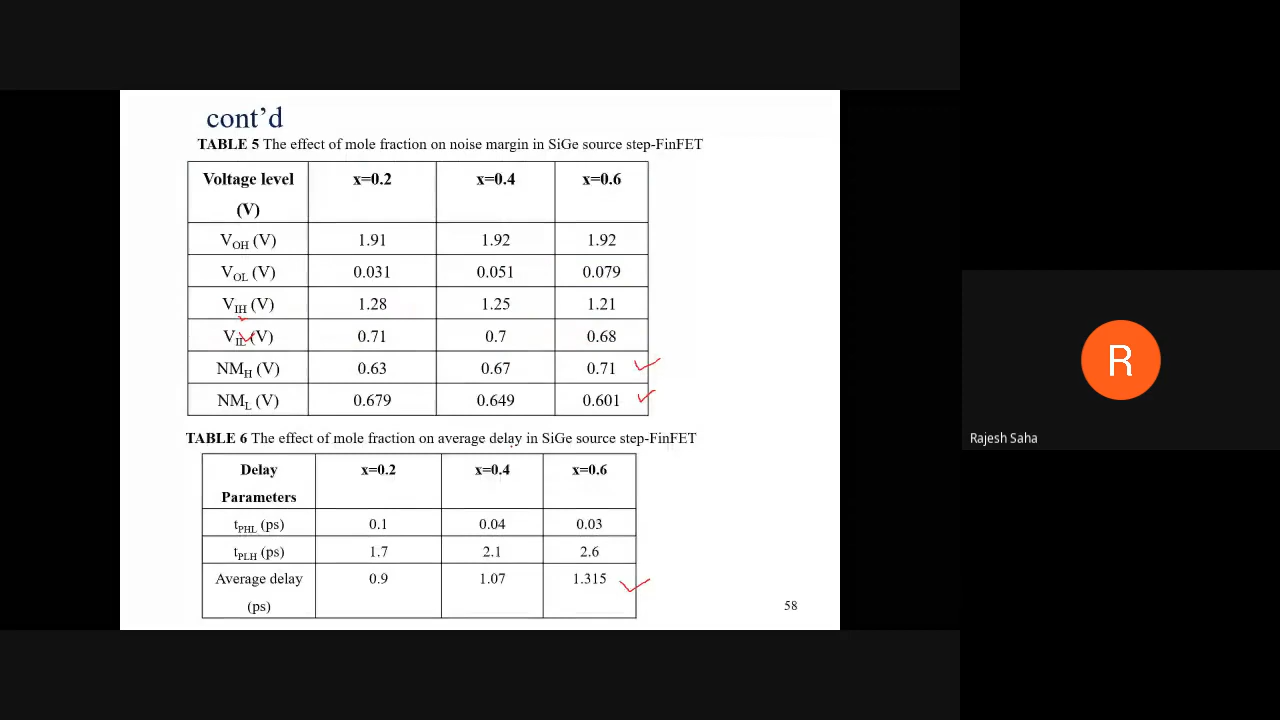 cont’d
TABLE 5 The effect of mole fraction on noise margin in SiGe source step-FinFET
Voltage level (V) x=0.2 x=0.4 x=0.6
VOH (V) 1.91 1.92 1.92
VOL (V) 0.031 0.051 0.079
VIH (V) 1.28 1.25 1.21
VIL (V) 0.71 0.7 0.68
NMH (V) 0.63 0.67 0.71
NML (V) 0.679 0.649 0.601
TABLE 6 The effect of mole fraction on average delay in SiGe source step-FinFET
Delay Parameters x=0.2 x=0.4 x=0.6
tPHL (ps) 0.1 0.04 0.03
tPLH (ps) 1.7 2.1 2.6
Average delay (ps) 0.9 1.07 1.315
58
R
Rajesh Saha